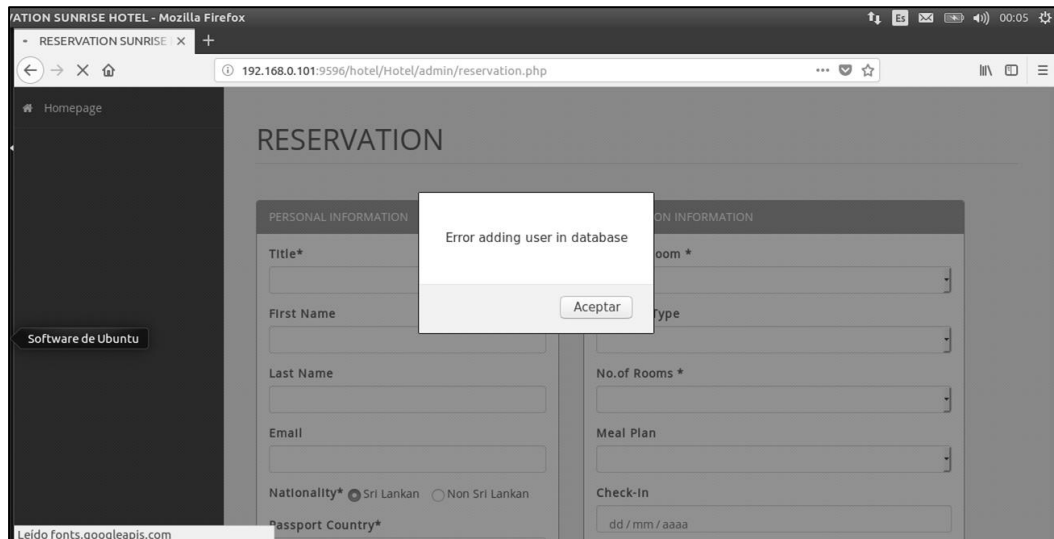 ATION SUNRISE HOTEL - Mozilla Firefox
Es
00:05
RESERVATION SUNRISE
192.168.0.101:9596/hotel/Hotel/admin/reservation.php
Homepage
RESERVATION
PERSONAL INFORMATION
ON INFORMATION
Error adding user in database
Aceptar
Title*
oom *
First Name
Type
Software de Ubuntu
Last Name
No.of Rooms *
Email
Meal Plan
Nationality* Sri Lankan Non Sri Lankan
Check-In
Passport Country*
dd / mm / aaaa
Leído fonts.googleapis.com